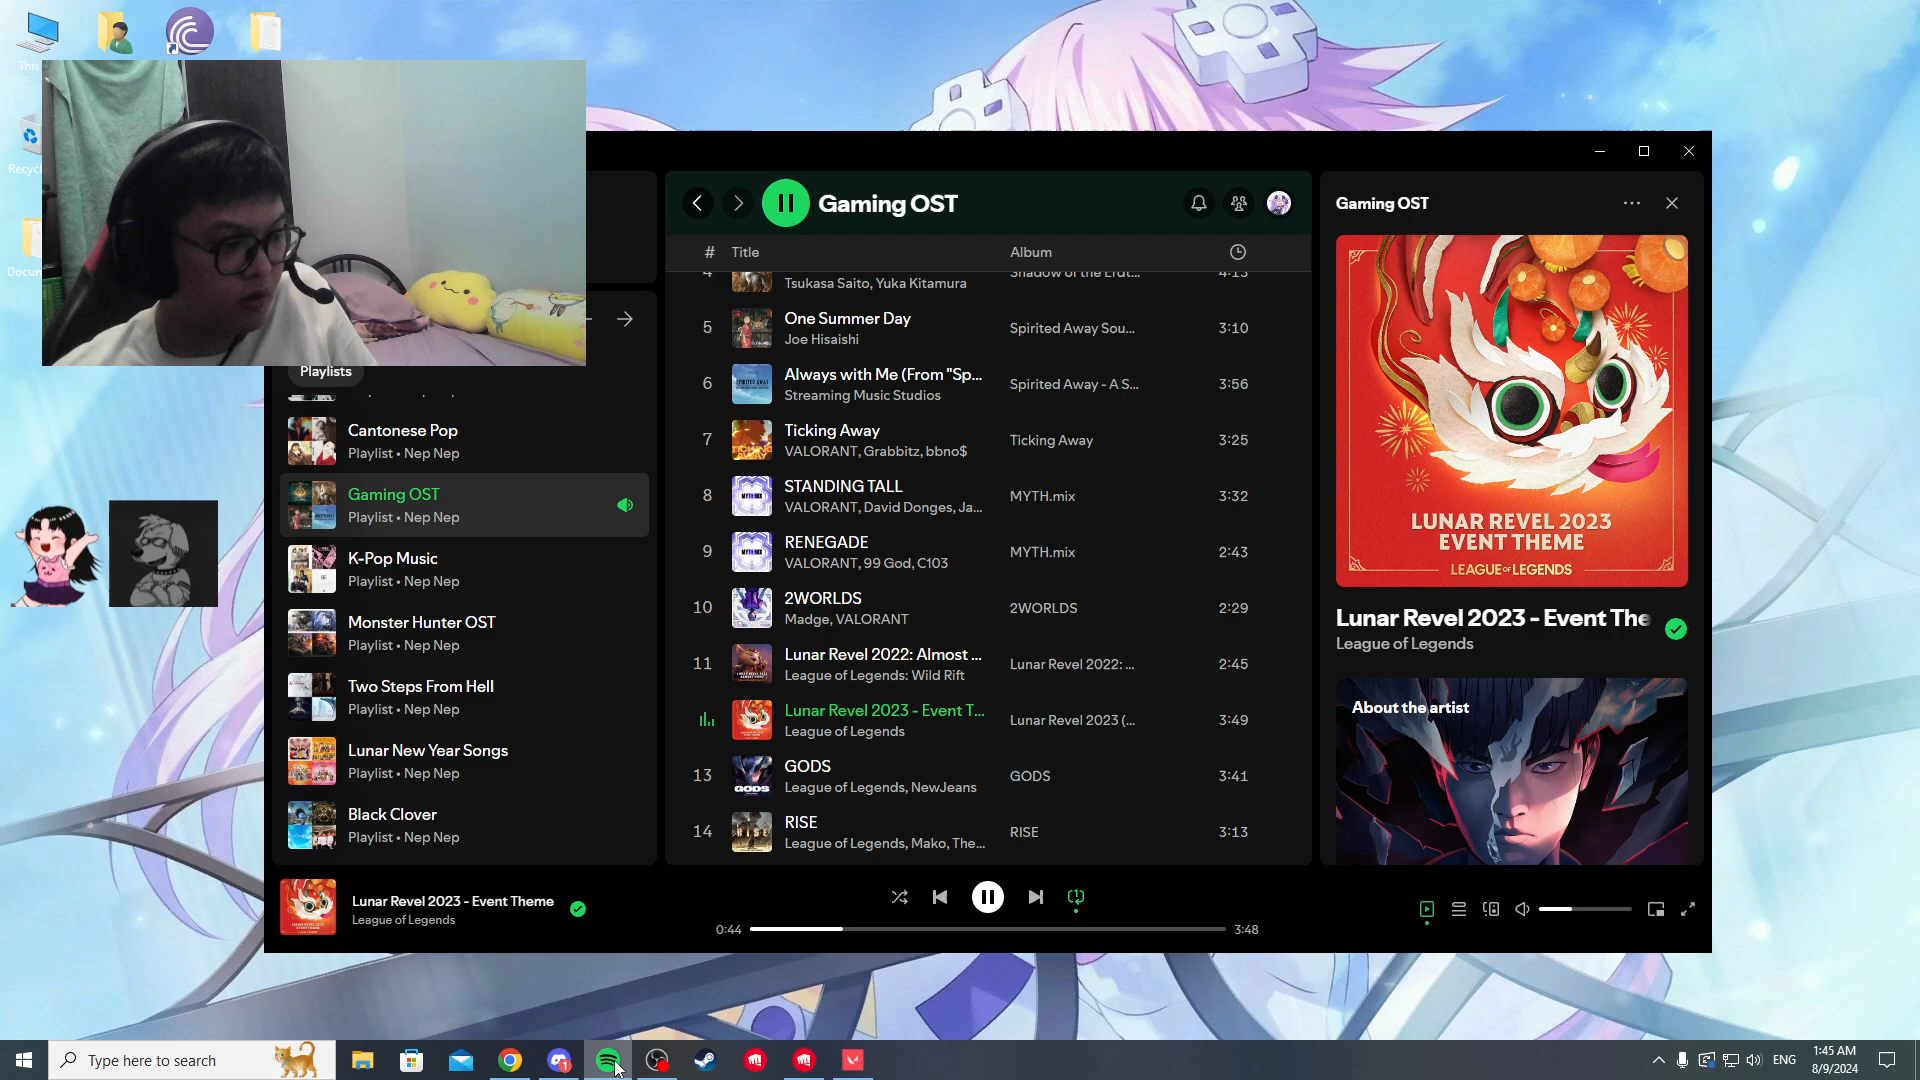 This
Recycl
Docum
Playlists
Cantonese Pop
Playlist • Nep Nep
Gaming OST
Playlist • Nep Nep
K-Pop Music
Playlist • Nep Nep
Monster Hunter OST
Playlist • Nep Nep
Two Steps From Hell
Playlist • Nep Nep
Lunar New Year Songs
Playlist • Nep Nep
Black Clover
Playlist • Nep Nep
Gaming OST
# Title Album
Tsukasa Saito, Yuka Kitamura Shadow of the Erdt... 4:13
5 One Summer Day
Joe Hisaishi Spirited Away Sou... 3:10
6 Always with Me (From "Sp...
Streaming Music Studios Spirited Away - A S... 3:56
7 Ticking Away
VALORANT, Grabbitz, bbno$ Ticking Away 3:25
8 STANDING TALL
VALORANT, David Donges, Ja... MYTH.mix 3:32
9 RENEGADE
VALORANT, 99 God, C103 MYTH.mix 2:43
10 2WORLDS
Madge, VALORANT 2WORLDS 2:29
11 Lunar Revel 2022: Almost ...
League of Legends: Wild Rift Lunar Revel 2022: ... 2:45
Lunar Revel 2023 - Event T...
League of Legends Lunar Revel 2023 (... 3:49
13 GODS
League of Legends, NewJeans GODS 3:41
14 RISE
League of Legends, Mako, The... RISE 3:13
Gaming OST
LUNAR REVEL 2023
EVENT THEME
LEAGUE OF LEGENDS
Lunar Revel 2023 - Event The
League of Legends
About the artist
Lunar Revel 2023 - Event Theme
League of Legends
0:44 3:48
Type here to search
1
ENG
1:45 AM
8/9/2024